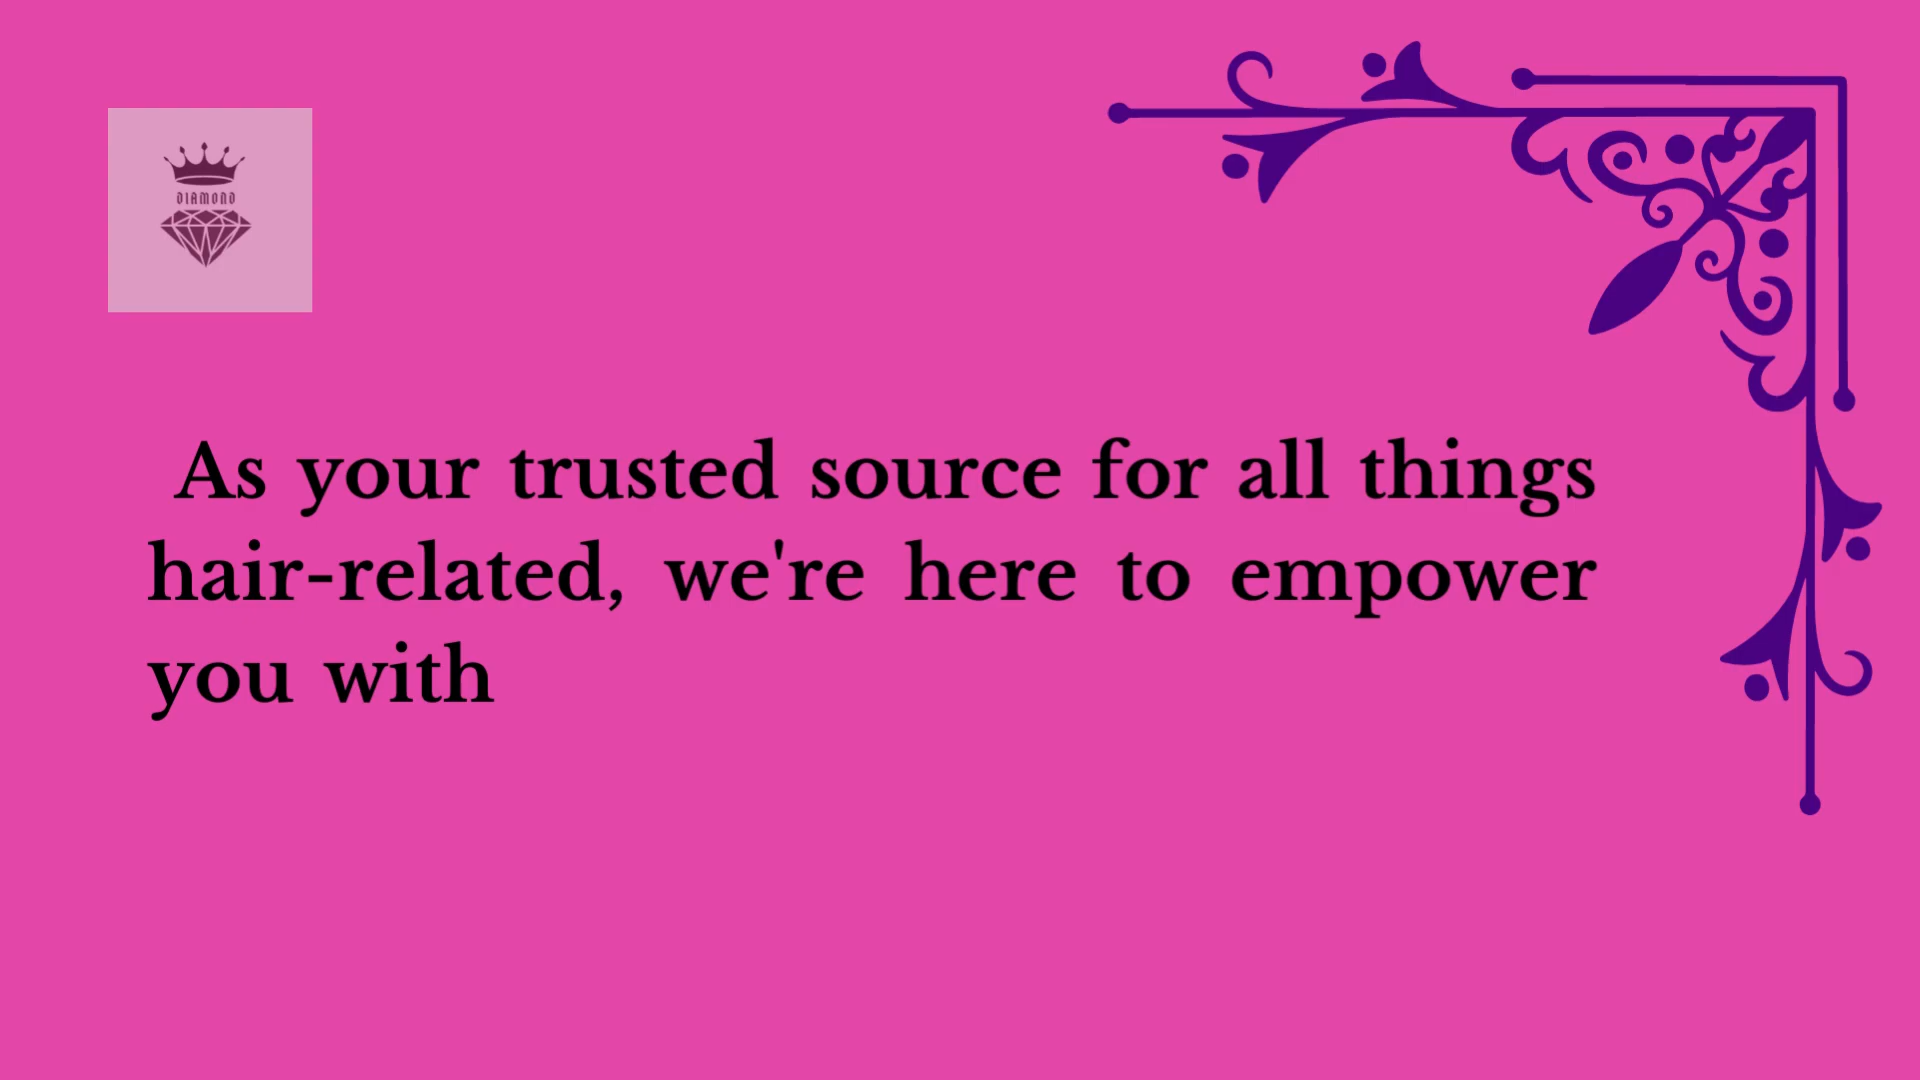 DIAMOND
As your trusted source for all things
hair-related, we're here to empower
you with